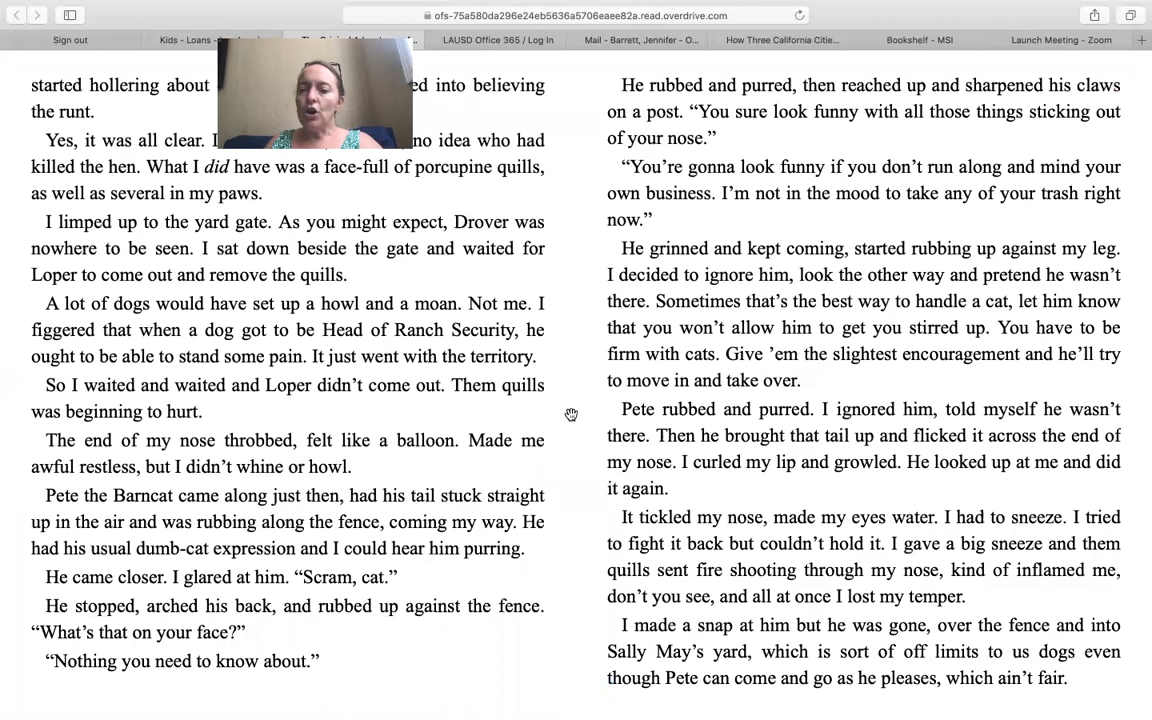 ofs-75a580da296e24eb5636a5706eaee82a.read.overdrive.com
Sign out
Kids - Loans -
LAUSD Office 365 / Log In
Mail - Barrett, Jennifer - O...
How Three California Citie...
Bookshelf - MSI
Launch Meeting - Zoom
started hollering about ed into believing
the runt.
Yes, it was all clear. I no idea who had
killed the hen. What I did have was a face-full of porcupine quills,
as well as several in my paws.
I limped up to the yard gate. As you might expect, Drover was
nowhere to be seen. I sat down beside the gate and waited for
Loper to come out and remove the quills.
A lot of dogs would have set up a howl and a moan. Not me. I
figgered that when a dog got to be Head of Ranch Security, he
ought to be able to stand some pain. It just went with the territory.
So I waited and waited and Loper didn’t come out. Them quills
was beginning to hurt.
The end of my nose throbbed, felt like a balloon. Made me
awful restless, but I didn’t whine or howl.
Pete the Barncat came along just then, had his tail stuck straight
up in the air and was rubbing along the fence, coming my way. He
had his usual dumb-cat expression and I could hear him purring.
He came closer. I glared at him. “Scram, cat.”
He stopped, arched his back, and rubbed up against the fence.
“What’s that on your face?”
“Nothing you need to know about.”
He rubbed and purred, then reached up and sharpened his claws
on a post. “You sure look funny with all those things sticking out
of your nose.”
“You’re gonna look funny if you don’t run along and mind your
own business. I’m not in the mood to take any of your trash right
now.”
He grinned and kept coming, started rubbing up against my leg.
I decided to ignore him, look the other way and pretend he wasn’t
there. Sometimes that’s the best way to handle a cat, let him know
that you won’t allow him to get you stirred up. You have to be
firm with cats. Give ’em the slightest encouragement and he’ll try
to move in and take over.
Pete rubbed and purred. I ignored him, told myself he wasn’t
there. Then he brought that tail up and flicked it across the end of
my nose. I curled my lip and growled. He looked up at me and did
it again.
It tickled my nose, made my eyes water. I had to sneeze. I tried
to fight it back but couldn’t hold it. I gave a big sneeze and them
quills sent fire shooting through my nose, kind of inflamed me,
don’t you see, and all at once I lost my temper.
I made a snap at him but he was gone, over the fence and into
Sally May’s yard, which is sort of off limits to us dogs even
though Pete can come and go as he pleases, which ain’t fair.